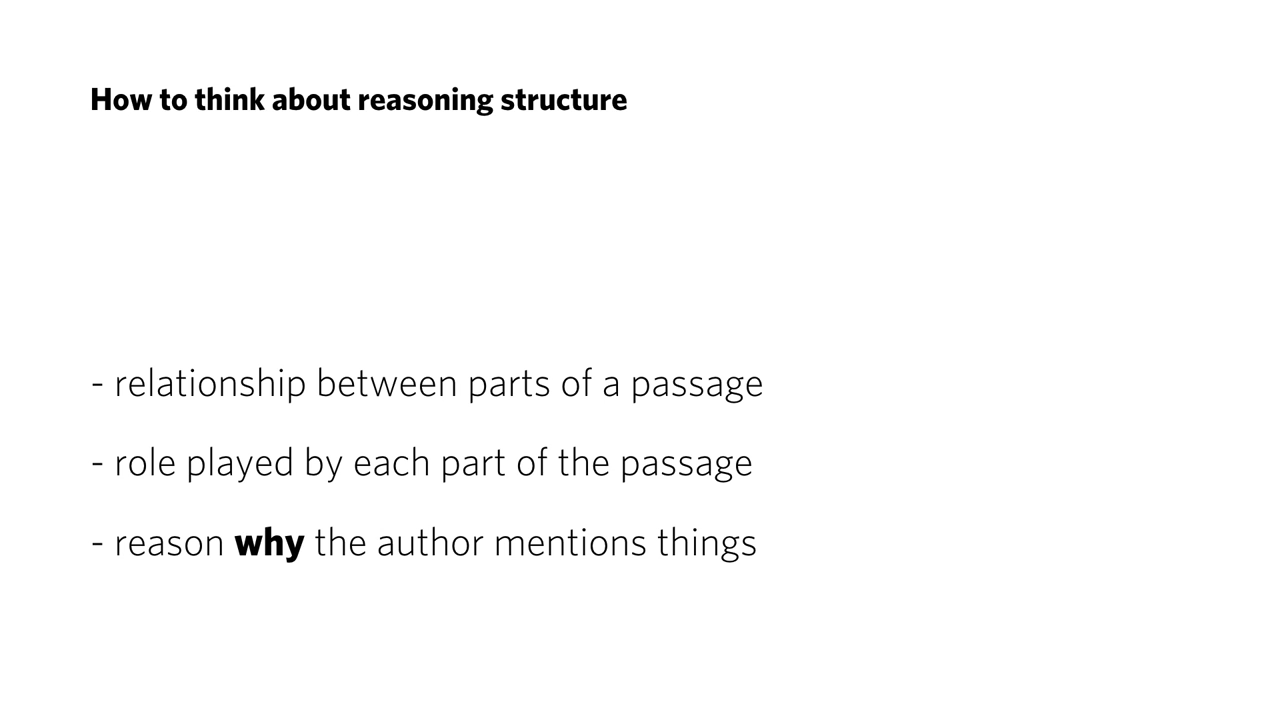 How to think about reasoning structure
- relationship between parts of a passage
- role played by each part of the passage
- reason why the author mentions things